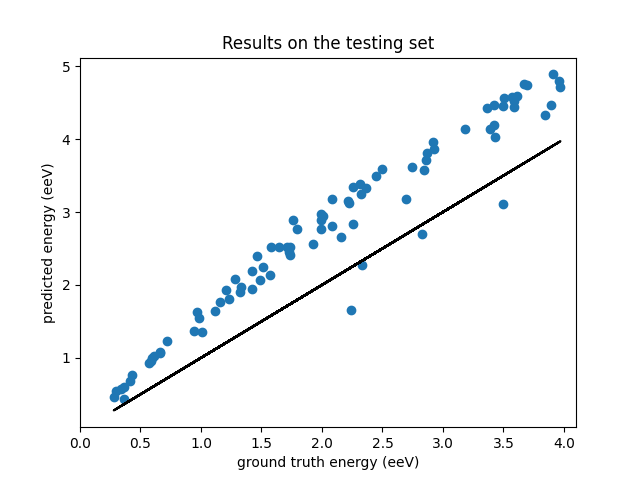 Results on the testing set
predicted energy (eeV)
5
4
3
2
1
0.0 0.5 1.0 1.5 2.0 2.5 3.0 3.5 4.0
ground truth energy (eeV)